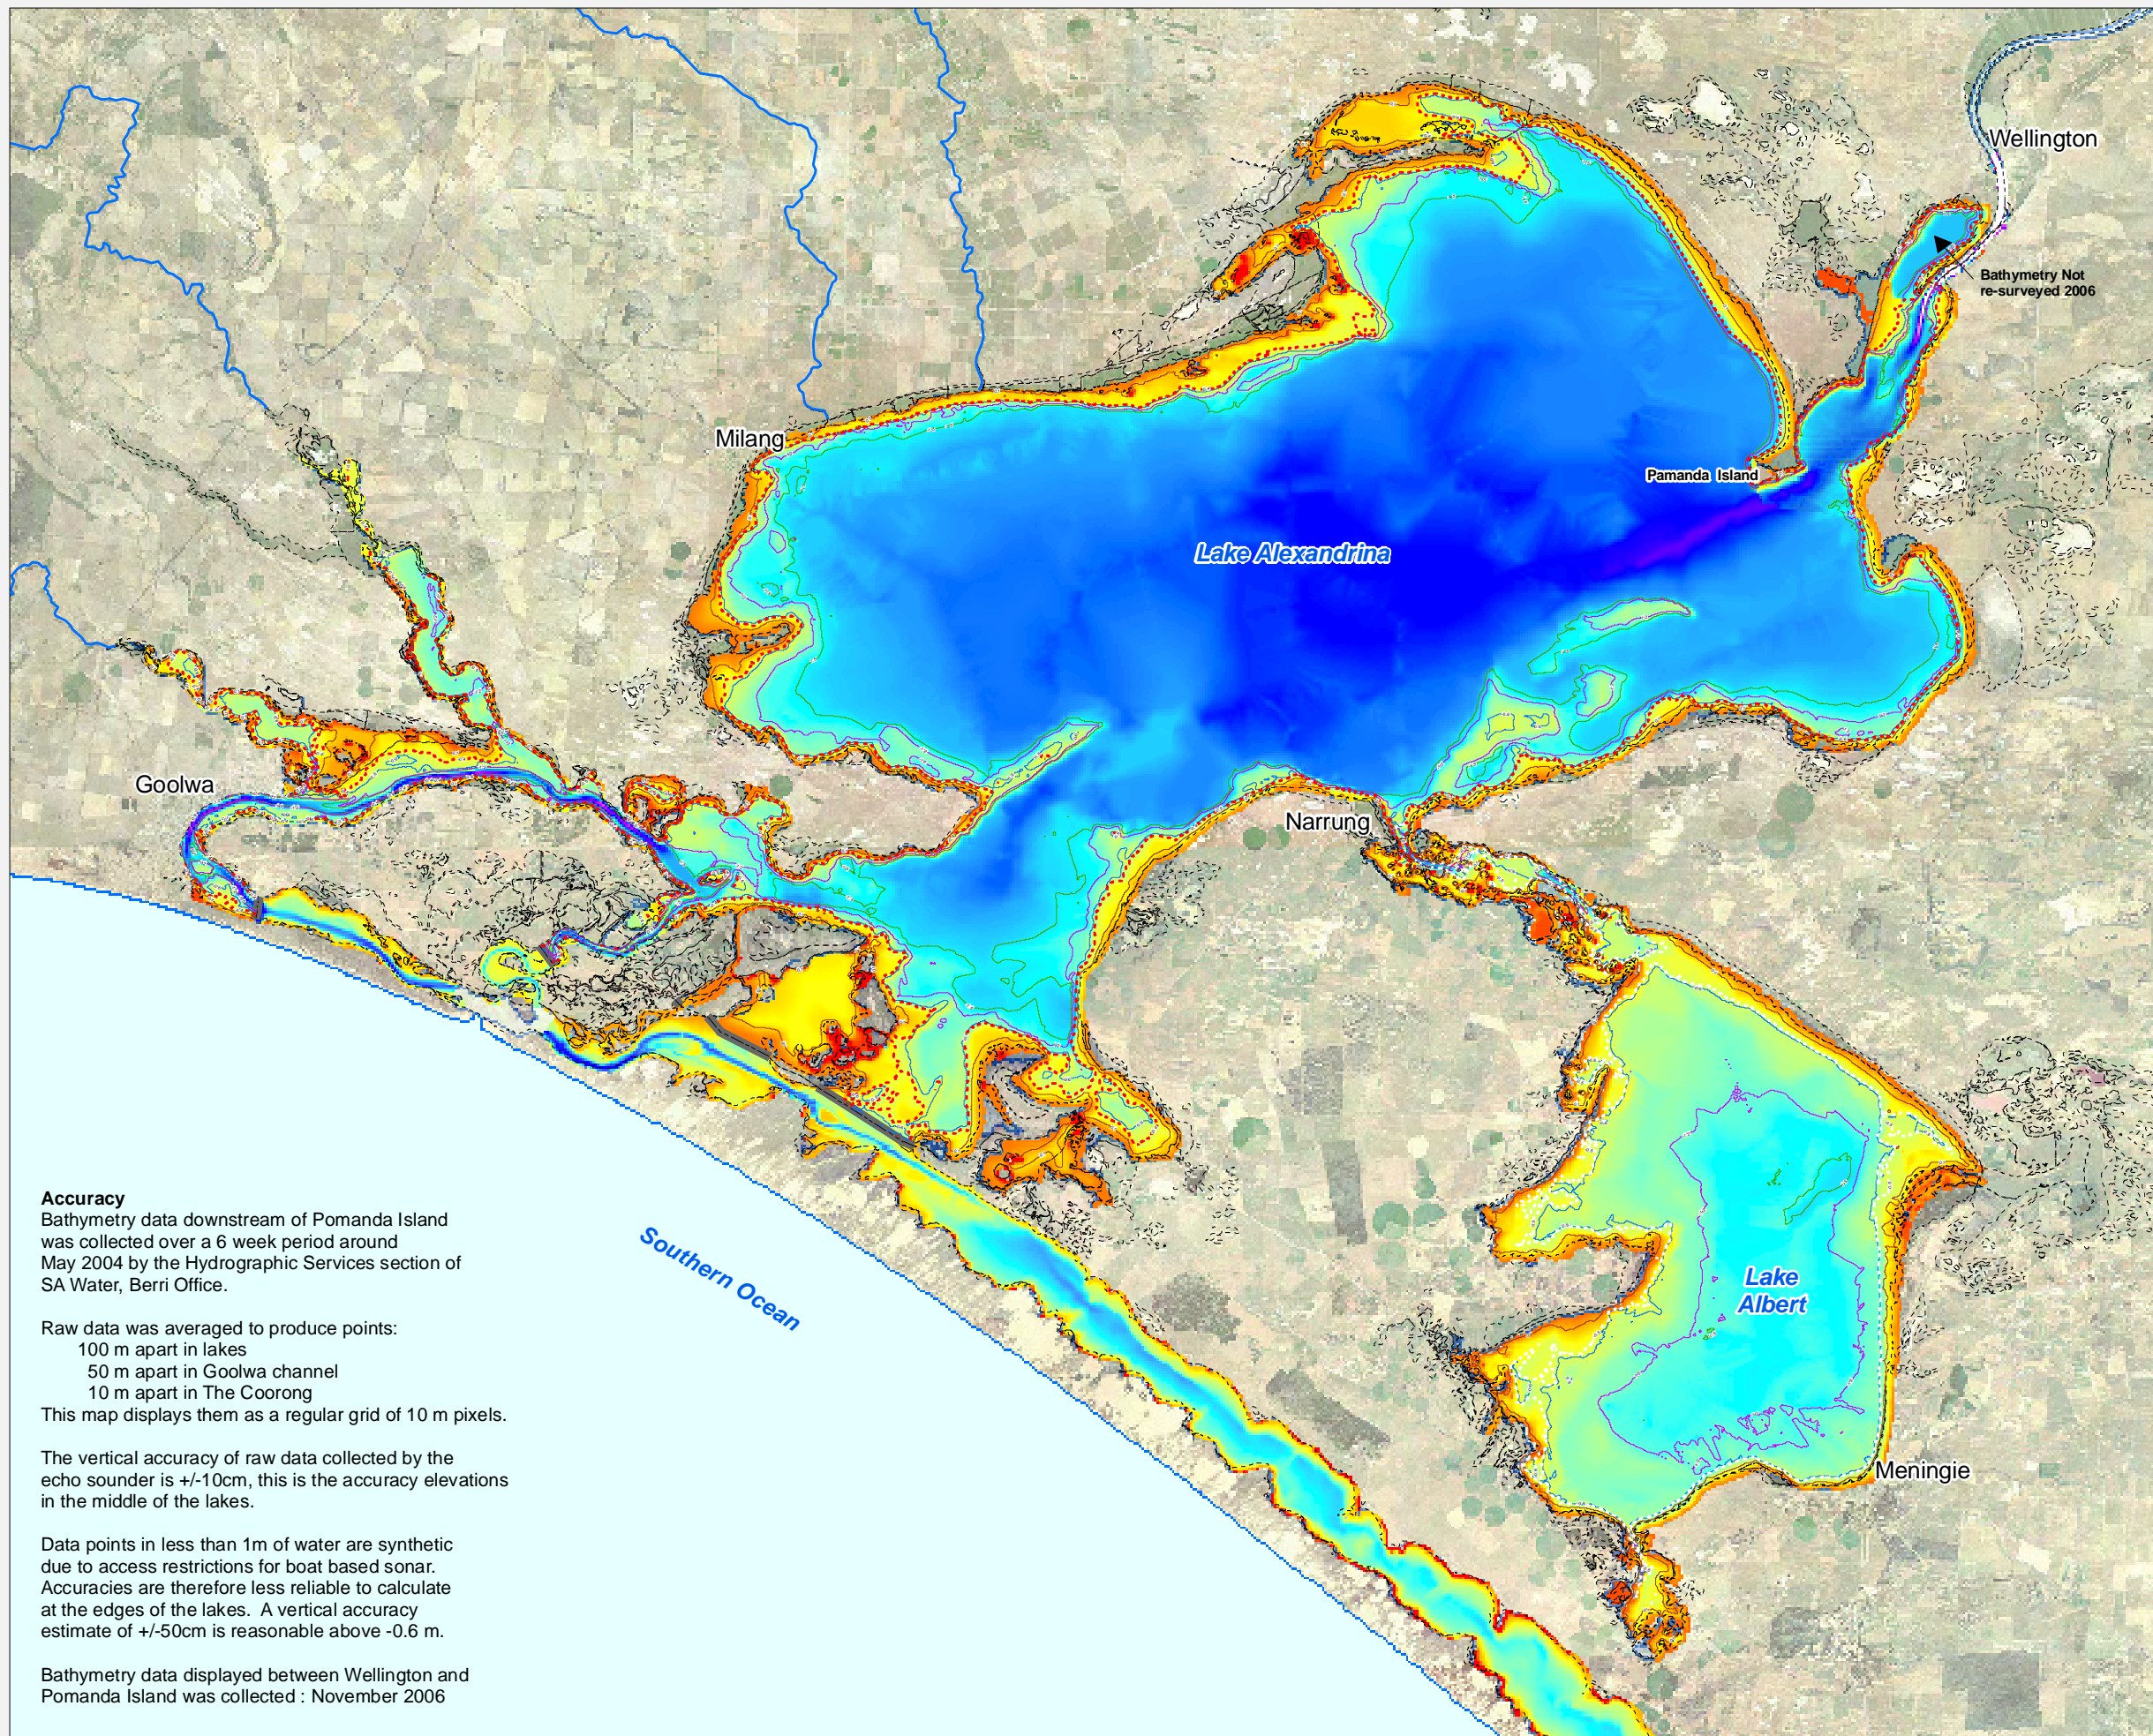 Wellington
Bathymetry Not
re-surveyed 2006
Milang
Pamanda Island
Lake Alexandrina
Goolwa
Narrung
Lake
Albert
Meningie
Southern Ocean
Accuracy
Bathymetry data downstream of Pomanda Island
was collected over a 6 week period around
May 2004 by the Hydrographic Services section of
SA Water, Berri Office.
Raw data was averaged to produce points:
100 m apart in lakes
50 m apart in Goolwa channel
10 m apart in The Coorong
This map displays them as a regular grid of 10 m pixels.
The vertical accuracy of raw data collected by the
echo sounder is +/-10cm, this is the accuracy elevations
in the middle of the lakes.
Data points in less than 1m of water are synthetic
due to access restrictions for boat based sonar.
Accuracies are therefore less reliable to calculate
at the edges of the lakes. A vertical accuracy
estimate of +/-50cm is reasonable above -0.6 m.
Bathymetry data displayed between Wellington and
Pomanda Island was collected : November 2006